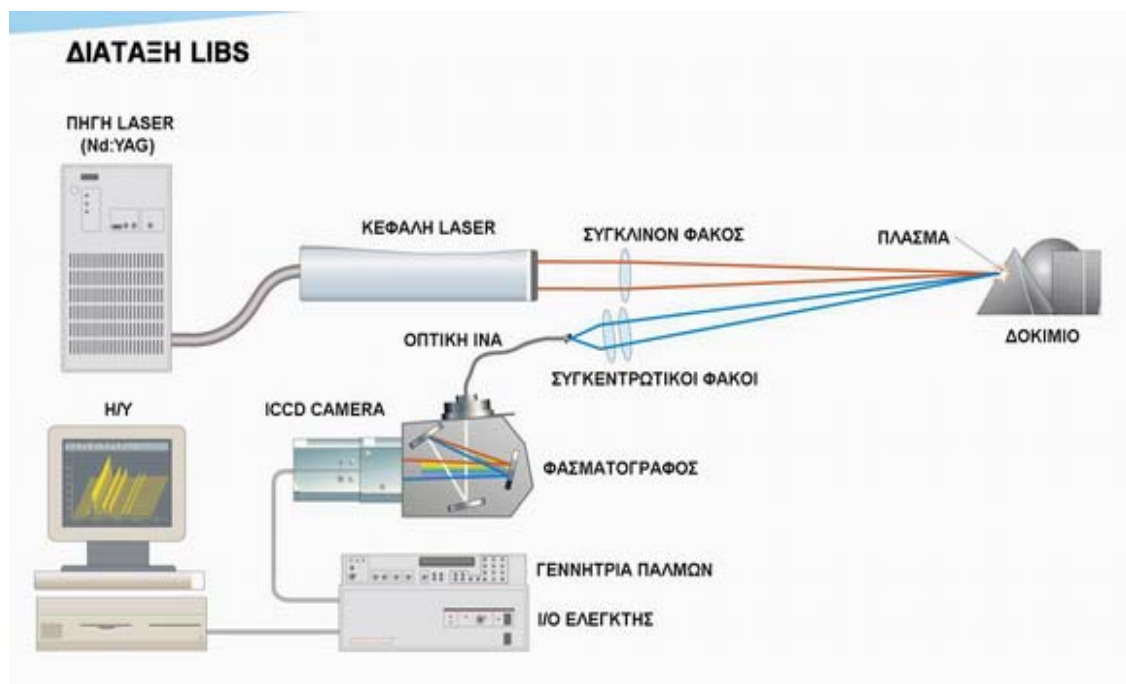 ΔΙΑΤΑΞΗ LIBS
ΠΗΓΗ LASER
(Nd:YAG)
ΚΕΦΑΛΗ LASER
ΣΥΓΚΛΙΝΟΝ ΦΑΚΟΣ
ΠΛΑΣΜΑ
ΟΠΤΙΚΗ ΙΝΑ
ΔΟΚΙΜΙΟ
ΣΥΓΚΕΝΤΡΩΤΙΚΟΙ ΦΑΚΟΙ
Η/Υ
ICCD CAMERA
ΦΑΣΜΑΤΟΓΡΑΦΟΣ
ΓΕΝΝΗΤΡΙΑ ΠΑΛΜΩΝ
I/O ΕΛΕΓΚΤΗΣ